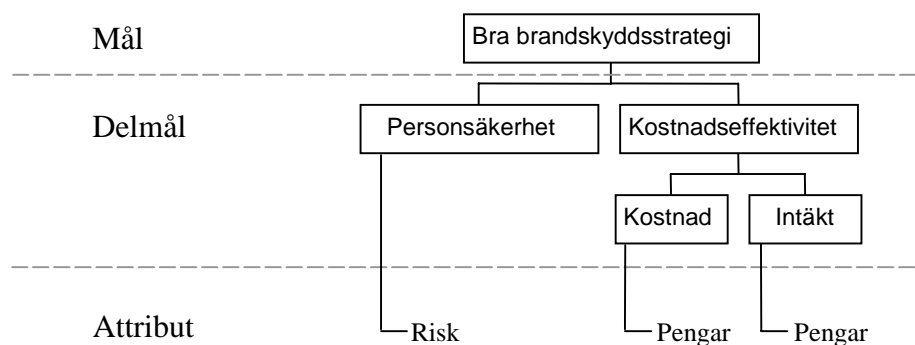 Mål
Bra brandskyddsstrategi
Delmål
Personsäkerhet
Kostnadseffektivitet
Kostnad
Intäkt
Attribut
Risk
Pengar
Pengar